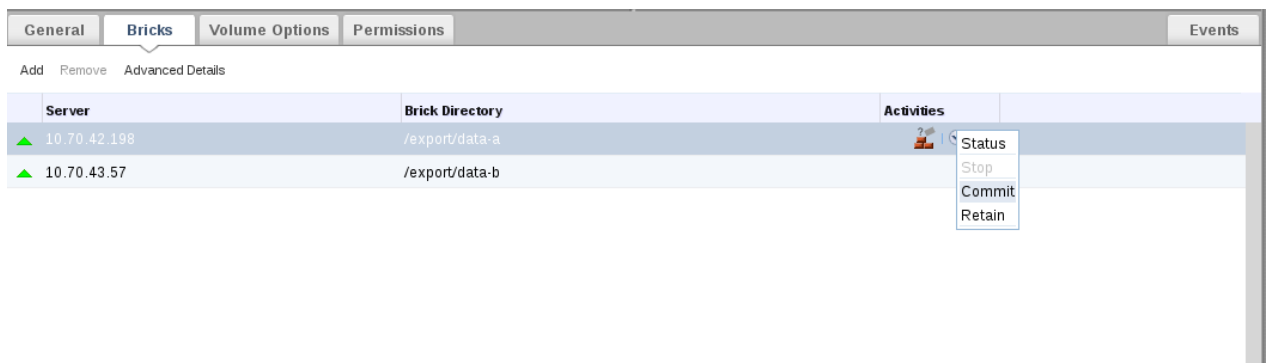 General Bricks Volume Options Permissions Events
Add Remove Advanced Details
Server Brick Directory Activities
10.70.42.198 /export/data-a
Status
Stop
10.70.43.57 /export/data-b
Commit
Retain